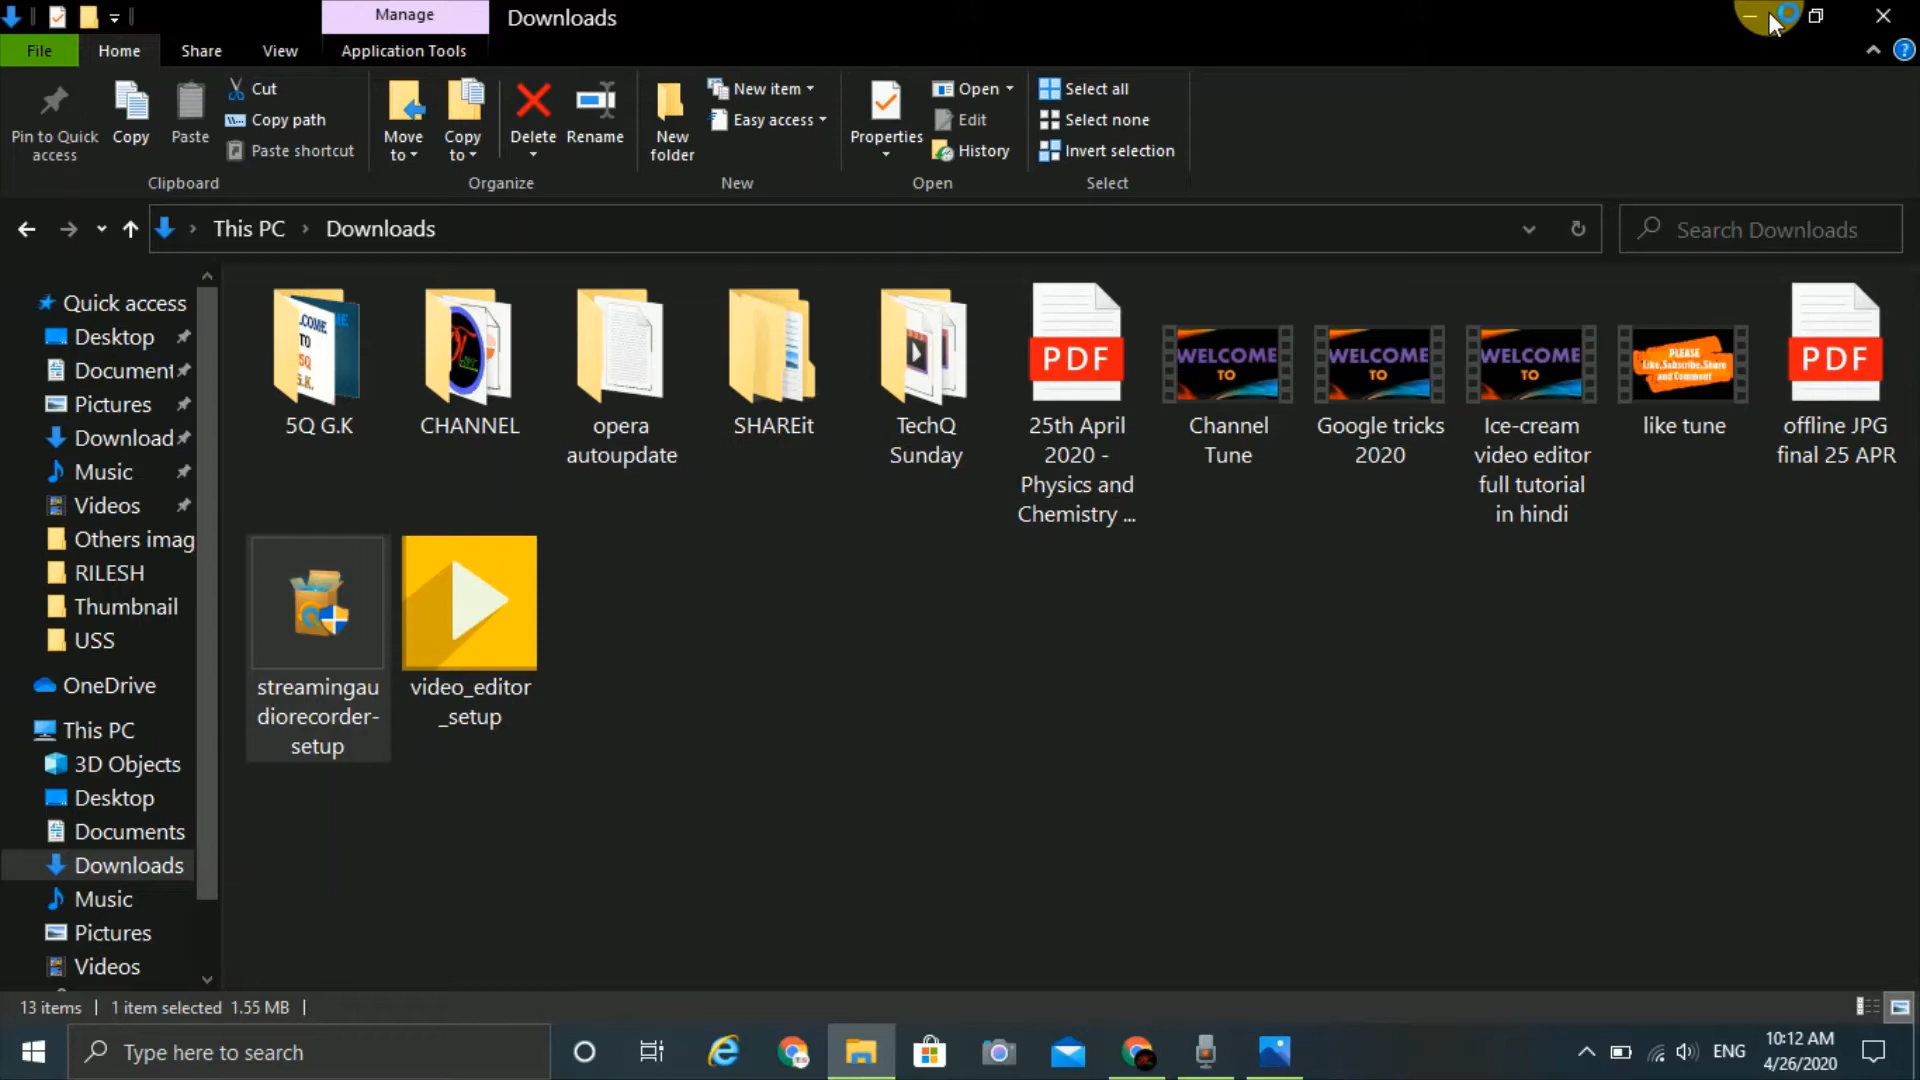 Manage
Downloads
File
Home
Share
View
Application Tools
Pin to Quick
access
Copy
Paste
Cut
Copy path
Paste shortcut
Clipboard
Move
to
Copy
to
Delete
Rename
Organize
New
folder
New item
Easy access
New
Properties
Open
Edit
History
Open
Select all
Select none
Invert selection
Select
This PC
Downloads
Search Downloads
Quick access
Desktop
Document
Pictures
Download
Music
Videos
Others imag
RILESH
Thumbnail
USS
OneDrive
This PC
3D Objects
Desktop
Documents
Downloads
Music
Pictures
Videos
5Q G.K
CHANNEL
opera
autoupdate
SHAREit
TechQ
Sunday
PDF
25th April
2020 -
Physics and
Chemistry ...
WELCOME
TO
Channel
Tune
WELCOME
TO
Google tricks
2020
WELCOME
TO
Ice-cream
video editor
full tutorial
in hindi
PLEASE
Like,Subscribe,Share
and Comment
like tune
PDF
offline JPG
final 25 APR
streamingau
diorecorder-
setup
video_editor
_setup
13 items
1 item selected 1.55 MB
Type here to search
ENG
10:12 AM
4/26/2020